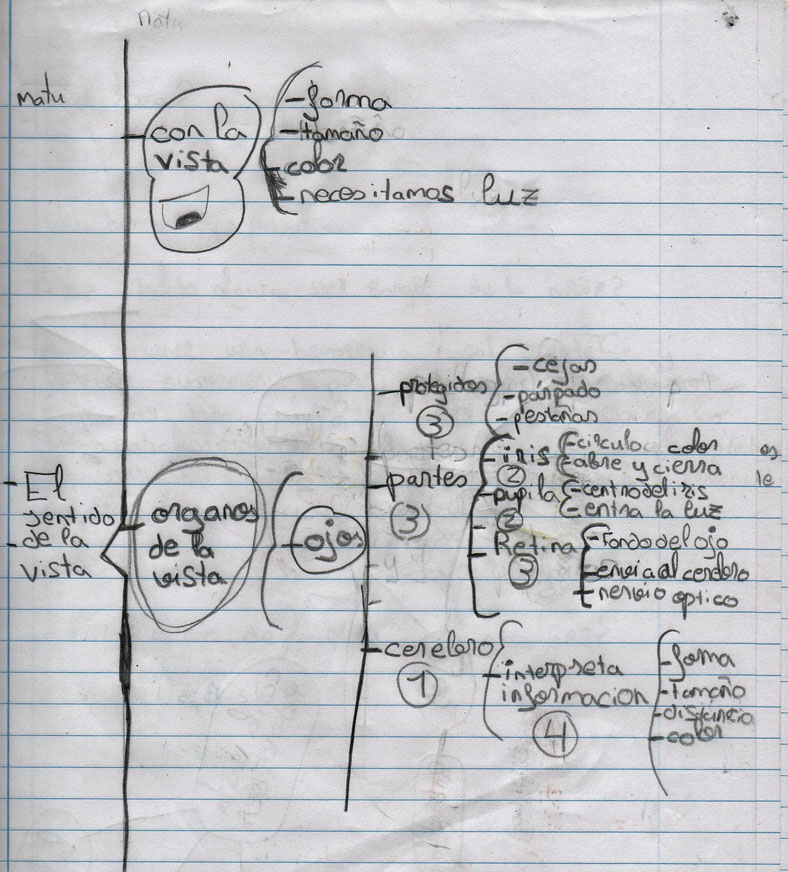 Matu
matu
con la
vista
- forma
- tamaño
- color
- necesitamos luz
- El
sentido
- de la
vista
- organos
de la
vista
- ojos
- protegidos
3
- cejas
- párpado
- pestañas
- partes
3
- iris
2
- circulo color
- abre y cierra
- pupila
2
- centro del iris
- entra la luz
- Retina
3
- Fondo del ojo
- envia al cerebro
- nervio optico
- cerebro
1
- interpreta
informacion
4
- forma
- tamaño
- distancia
- color
os
le